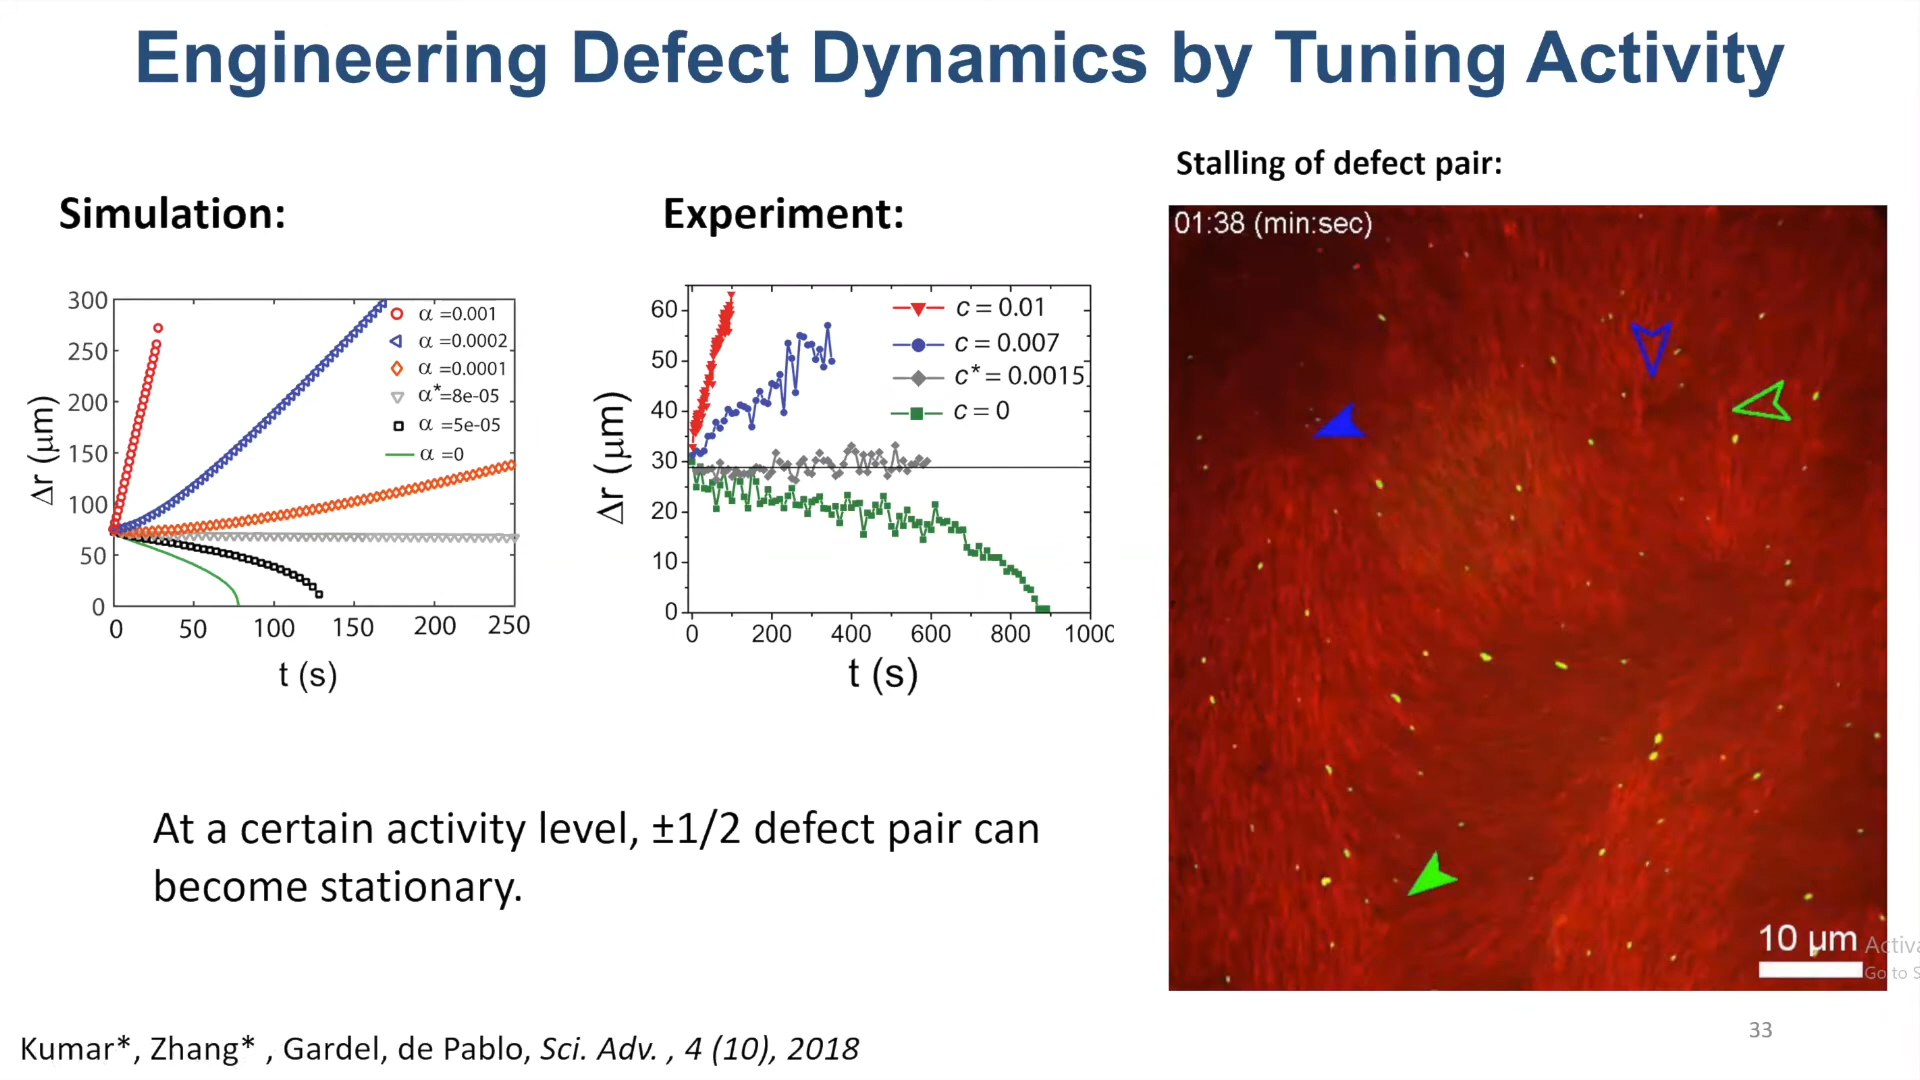 Engineering Defect Dynamics by Tuning Activity
Simulation:
Experiment:
Stalling of defect pair:
01:38 (min:sec)
Δr (μm)
300
250
200
150
100
50
0
0 50 100 150 200 250
t (s)
α =0.001
α =0.0002
α =0.0001
α*=8e-05
α =5e-05
α =0
Δr (μm)
60
50
40
30
20
10
0
0 200 400 600 800 1000
t (s)
c = 0.01
c = 0.007
c* = 0.0015
c = 0
10 μm
Activa
Go to S
At a certain activity level, ±1/2 defect pair can
become stationary.
33
Kumar*, Zhang* , Gardel, de Pablo, Sci. Adv. , 4 (10), 2018